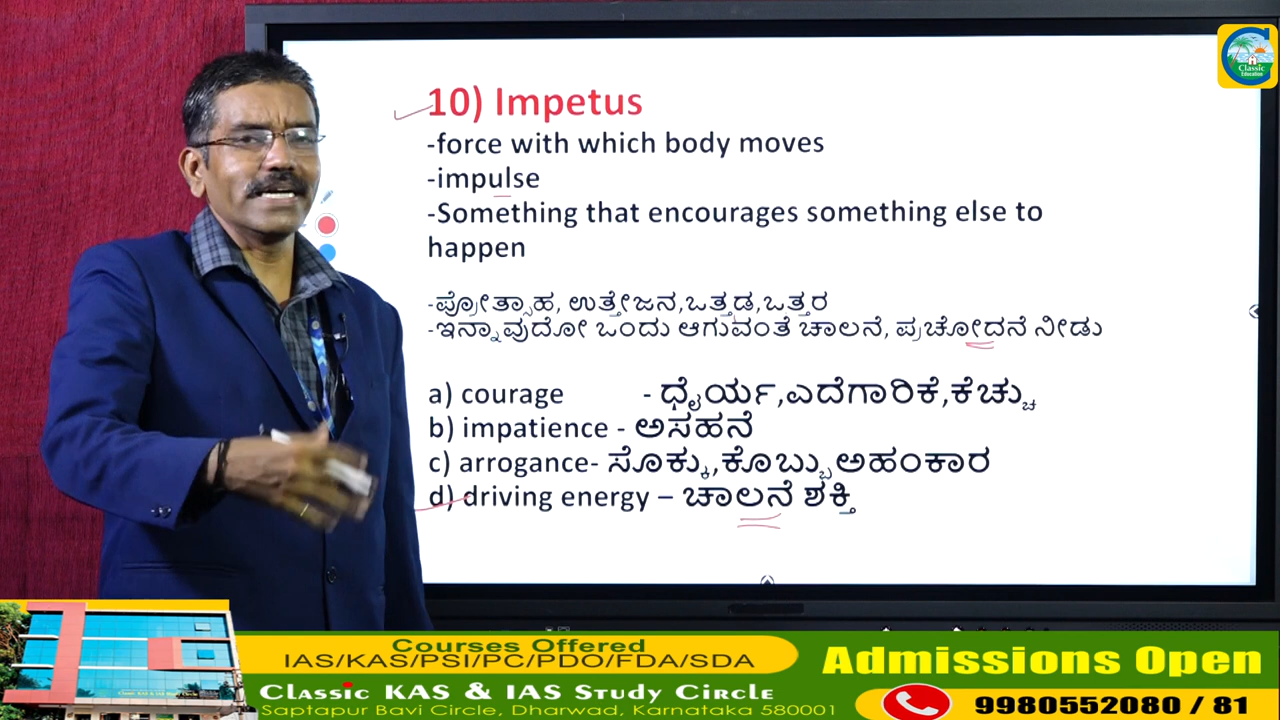 10) Impetus
-force with which body moves
-impulse
-Something that encourages something else to
happen
-ಪ್ರೋತ್ಸಾಹ, ಉತ್ತೇಜನ,ಒತ್ತಡ,ಒತ್ತರ
-ಇನ್ನಾವುದೋ ಒಂದು ಆಗುವಂತೆ ಚಾಲನೆ, ಪ್ರಚೋದನೆ ನೀಡು
a) courage - ಧೈರ್ಯ,ಎದೆಗಾರಿಕೆ,ಕೆಚ್ಚು
b) impatience - ಅಸಹನೆ
c) arrogance- ಸೊಕ್ಕು,ಕೊಬ್ಬು ಅಹಂಕಾರ
d) driving energy – ಚಾಲನೆ ಶಕ್ತಿ
Classic
Education
Courses Offered
IAS/KAS/PSI/PC/PDO/FDA/SDA
Classic KAS & IAS Study Circle
Saptapur Bavi Circle, Dharwad, Karnataka 580001
Admissions Open
9980552080 / 81